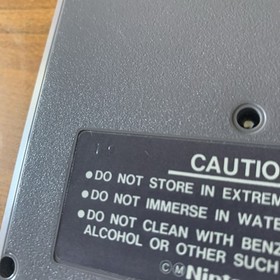 CAUTIO
● DO NOT STORE IN EXTREM
● DO NOT IMMERSE IN WATE
● DO NOT CLEAN WITH BENZ
ALCOHOL OR OTHER SUCH
©Ⓜ Nint